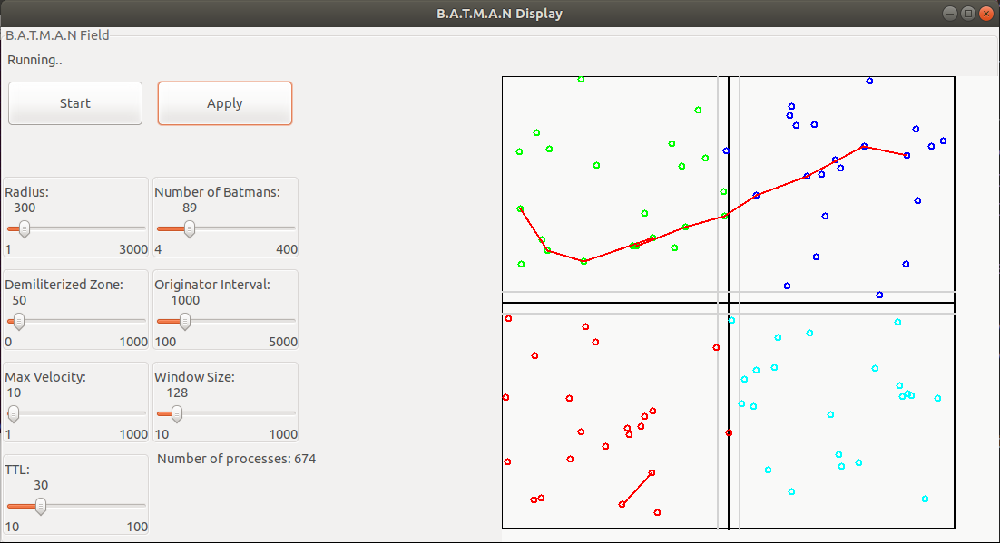 B.A.T.M.A.N Display
B.A.T.M.A.N Field
Running..
Start Apply
Radius: Number of Batmans:
300 89
1 3000 4 400
Demiliterized Zone: Originator Interval:
50 1000
0 1000 100 5000
Max Velocity: Window Size:
10 128
1 1000 10 1000
TTL: Number of processes: 674
30
10 100